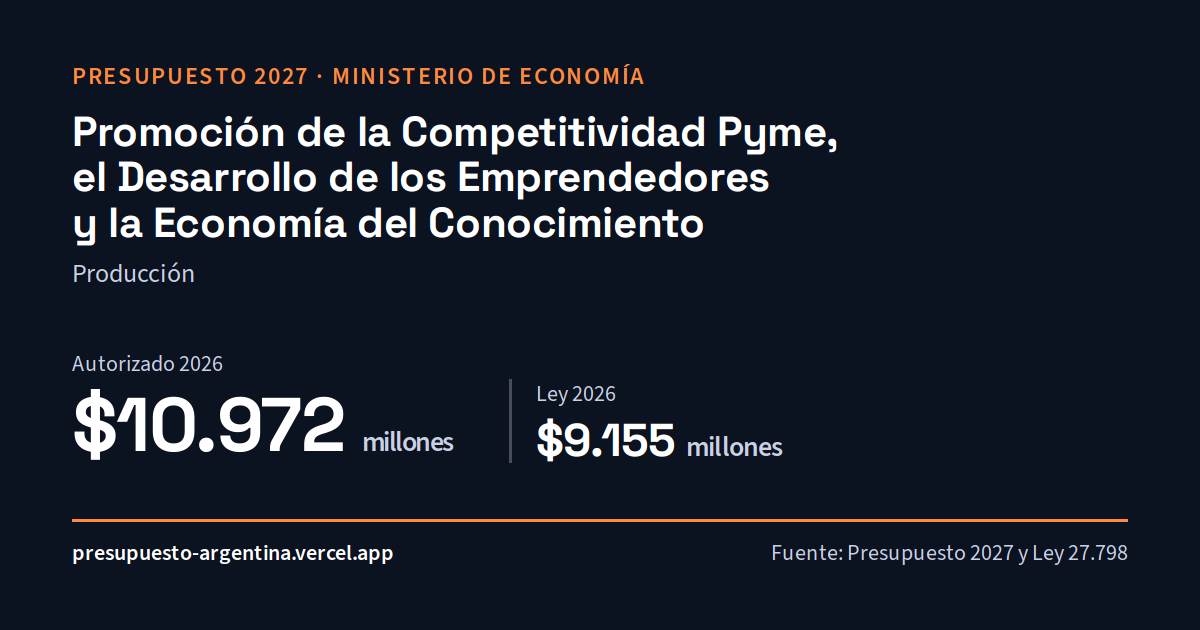 PRESUPUESTO 2027 · MINISTERIO DE ECONOMÍA
Promoción de la Competitividad Pyme,
el Desarrollo de los Emprendedores
y la Economía del Conocimiento
Producción
Autorizado 2026
$10.972 millones
Ley 2026
$9.155 millones
presupuesto-argentina.vercel.app
Fuente: Presupuesto 2027 y Ley 27.798